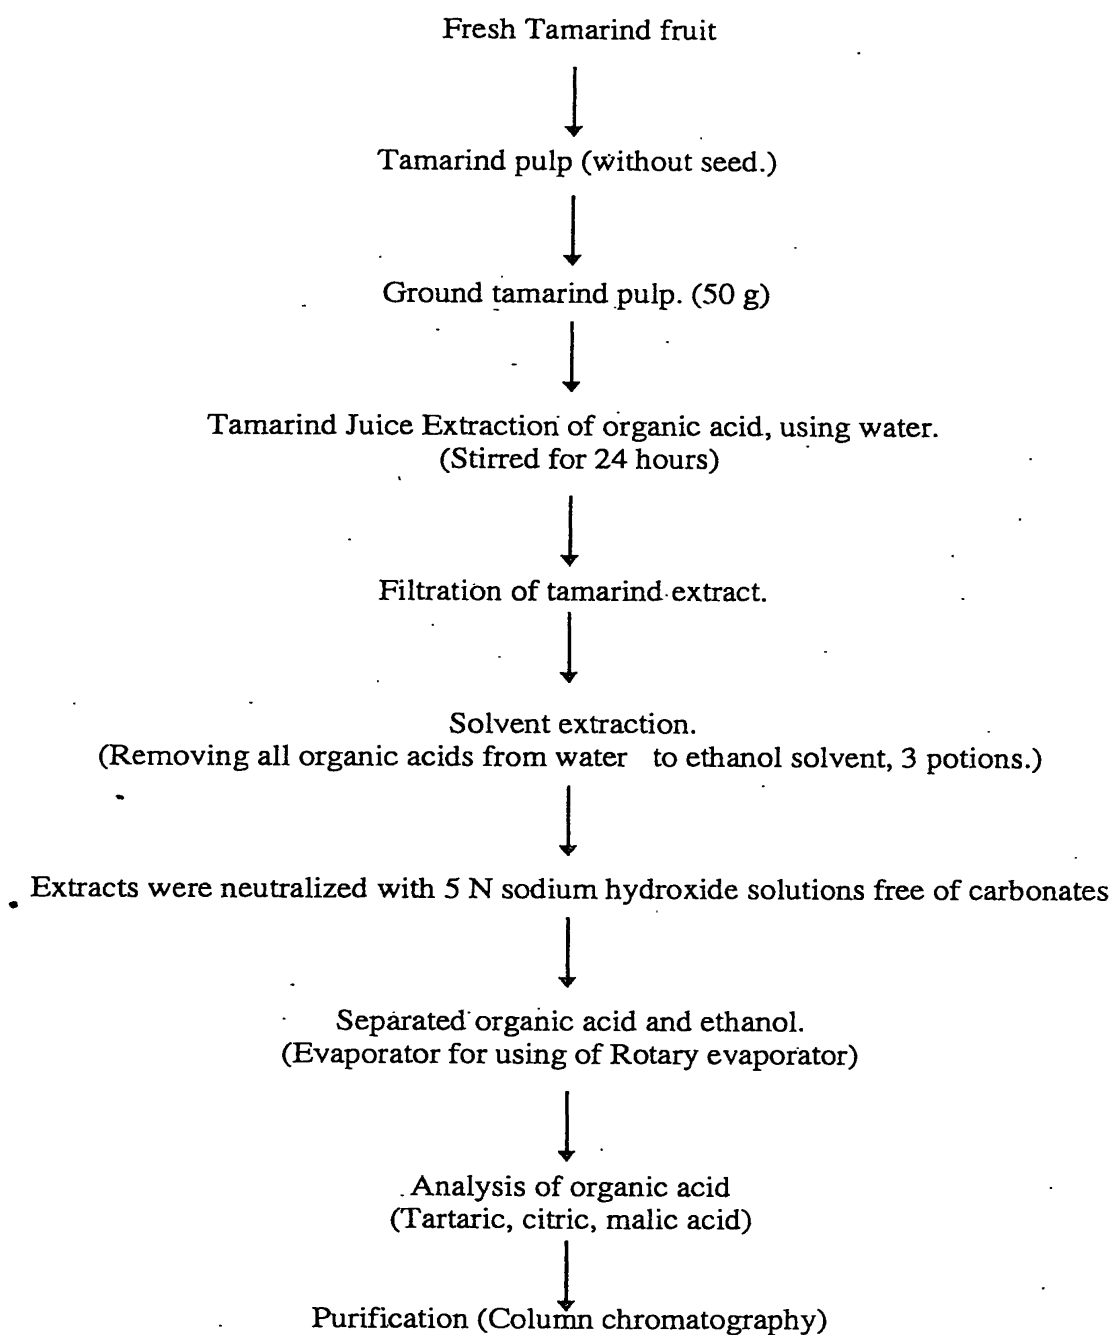 Fresh Tamarind fruit
Tamarind pulp (without seed.)
Ground tamarind pulp. (50 g)
Tamarind Juice Extraction of organic acid, using water.
(Stirred for 24 hours)
Filtration of tamarind extract.
Solvent extraction.
(Removing all organic acids from water to ethanol solvent, 3 potions.)
Extracts were neutralized with 5 N sodium hydroxide solutions free of carbonates
Separated organic acid and ethanol.
(Evaporator for using of Rotary evaporator)
Analysis of organic acid
(Tartaric, citric, malic acid)
Purification (Column chromatography)